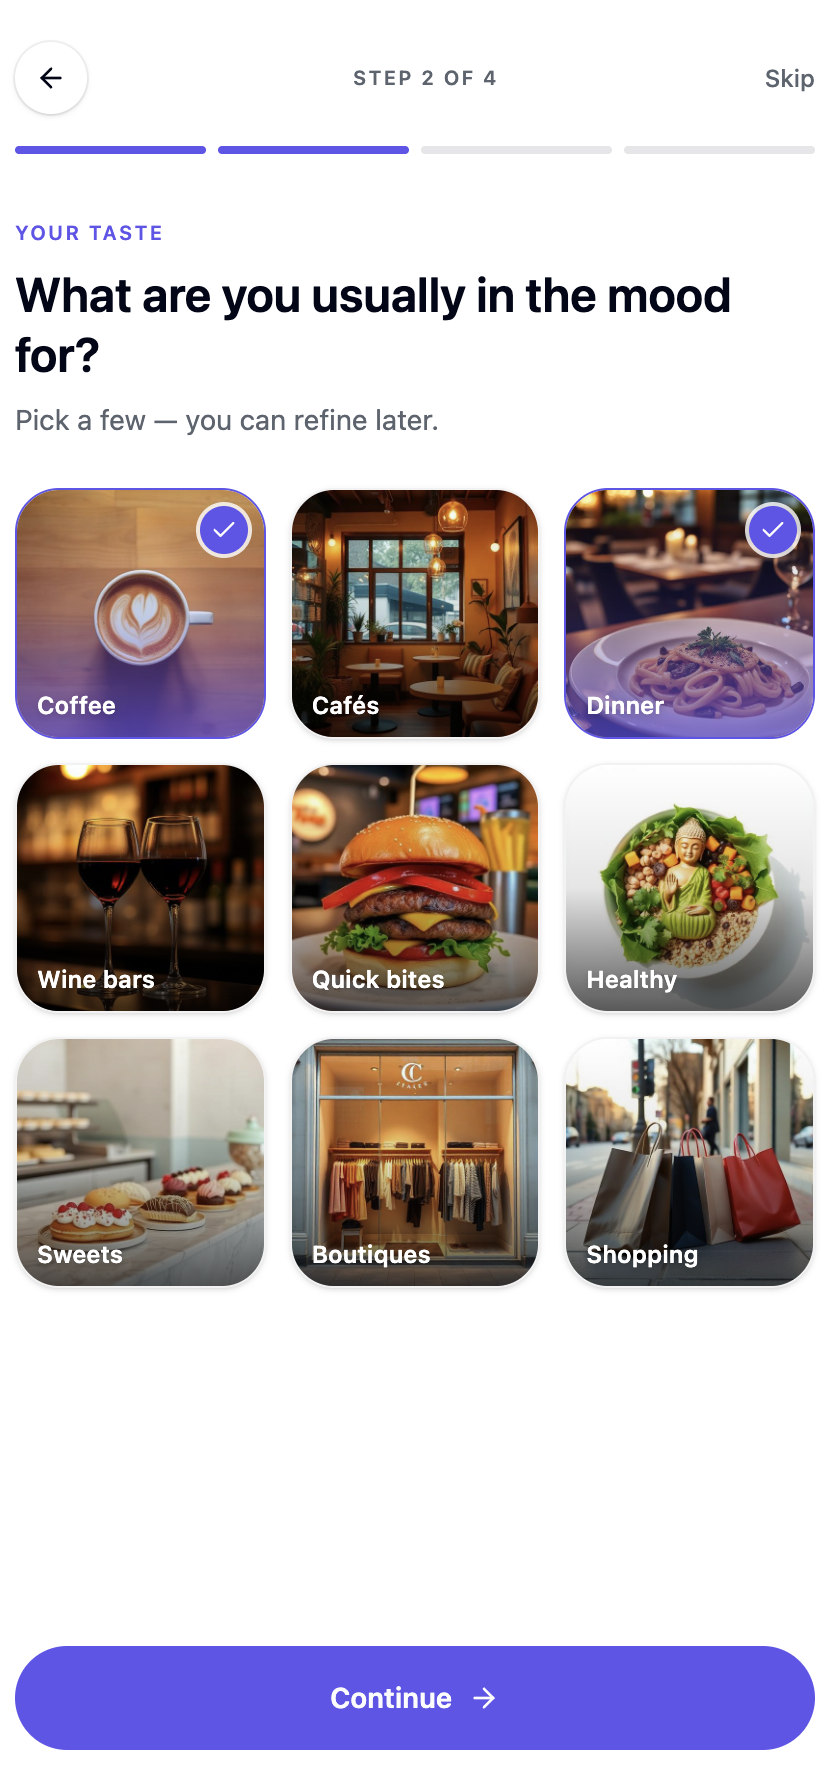 STEP 2 OF 4
Skip
YOUR TASTE
What are you usually in the mood
for?
Pick a few — you can refine later.
Coffee
Cafés
Dinner
Wine bars
Quick bites
Healthy
Sweets
Boutiques
Shopping
Continue